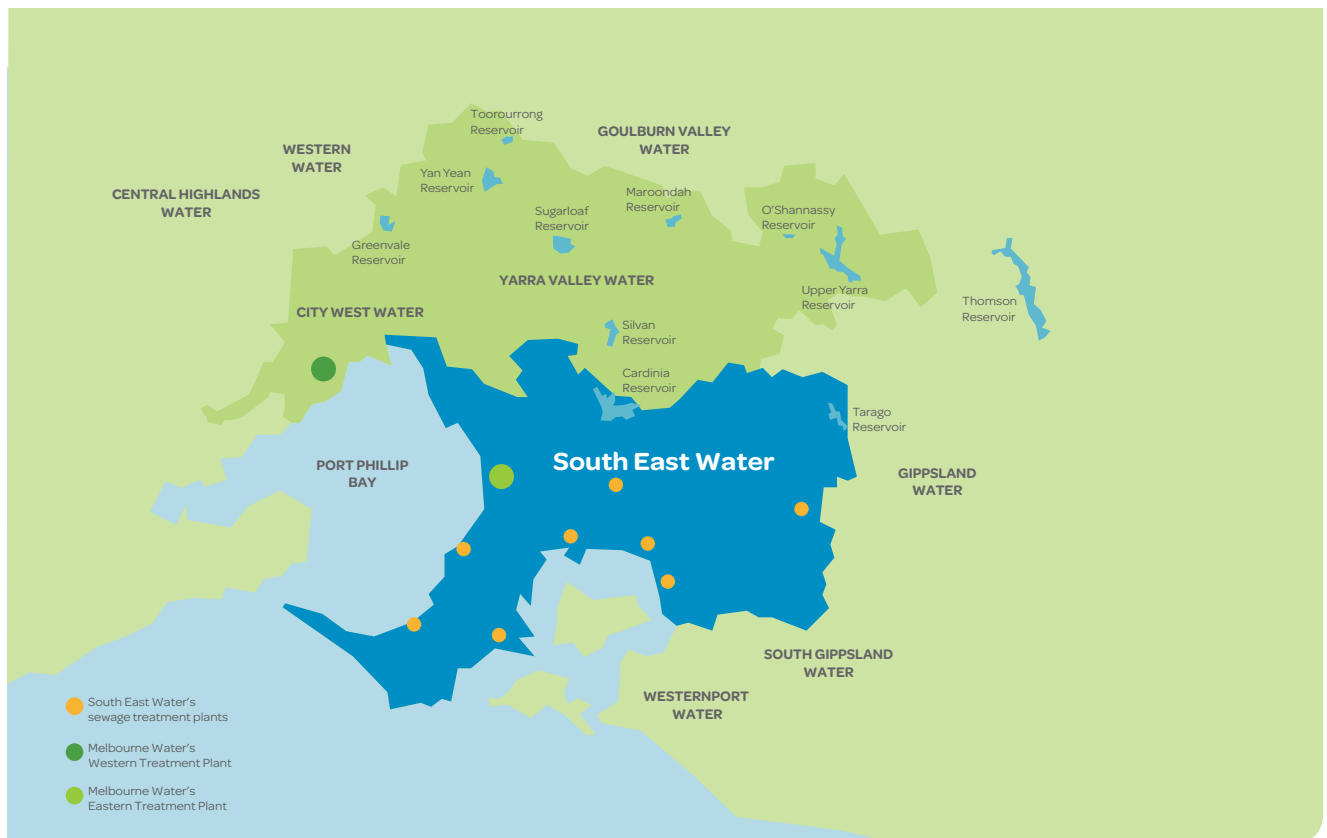 Toorourrong
Reservoir
GOULBURN VALLEY
WATER
WESTERN
WATER
Yan Yean
Reservoir
CENTRAL HIGHLANDS
WATER
Maroondah
Reservoir
Sugarloaf
Reservoir
O'Shannassy
Reservoir
Greenvale
Reservoir
YARRA VALLEY WATER
Upper Yarra
Reservoir
Thomson
Reservoir
CITY WEST WATER
Silvan
Reservoir
Cardinia
Reservoir
Tarago
Reservoir
South East Water
PORT PHILLIP
BAY
GIPPSLAND
WATER
SOUTH GIPPSLAND
WATER
WESTERNPORT
WATER
South East Water's
sewage treatment plants
Melbourne Water's
Western Treatment Plant
Melbourne Water's
Eastern Treatment Plant